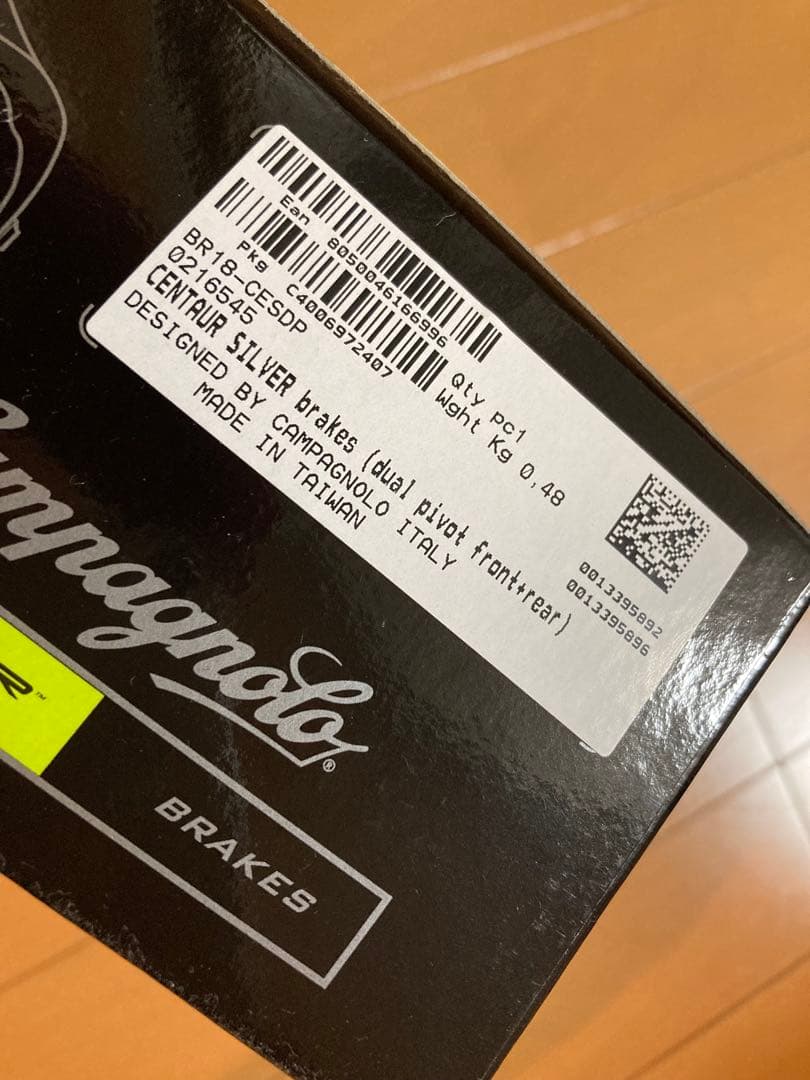 Ean 8050046166996
Pkg C4006972407
Qty pc1
BR18-CESDP
Wght Kg 0,48
0216545
CENTAUR SILVER brakes (dual pivot front+rear)
DESIGNED BY CAMPAGNOLO ITALY
MADE IN TAIWAN
0013395892
0013395896
Campagnolo®
R™
BRAKES